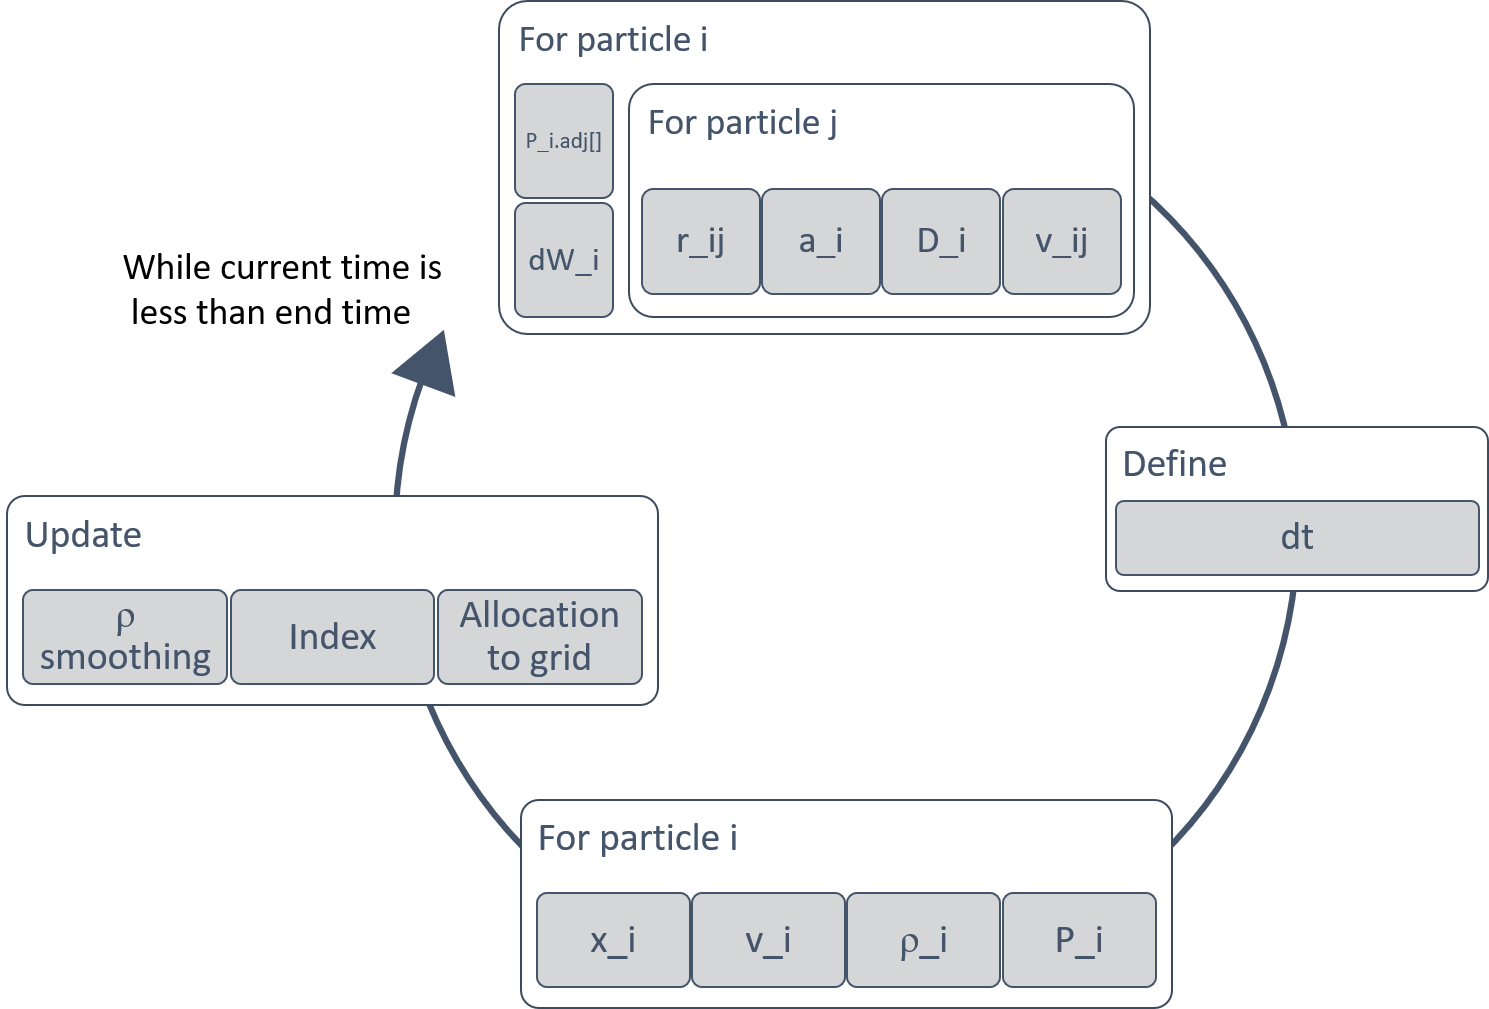 For particle i
P_i.adj[]
dW_i
For particle j
r_ij
a_i
D_i
v_ij
While current time is
less than end time
Define
dt
Update
ρ
smoothing
Index
Allocation
to grid
For particle i
x_i
v_i
ρ_i
P_i